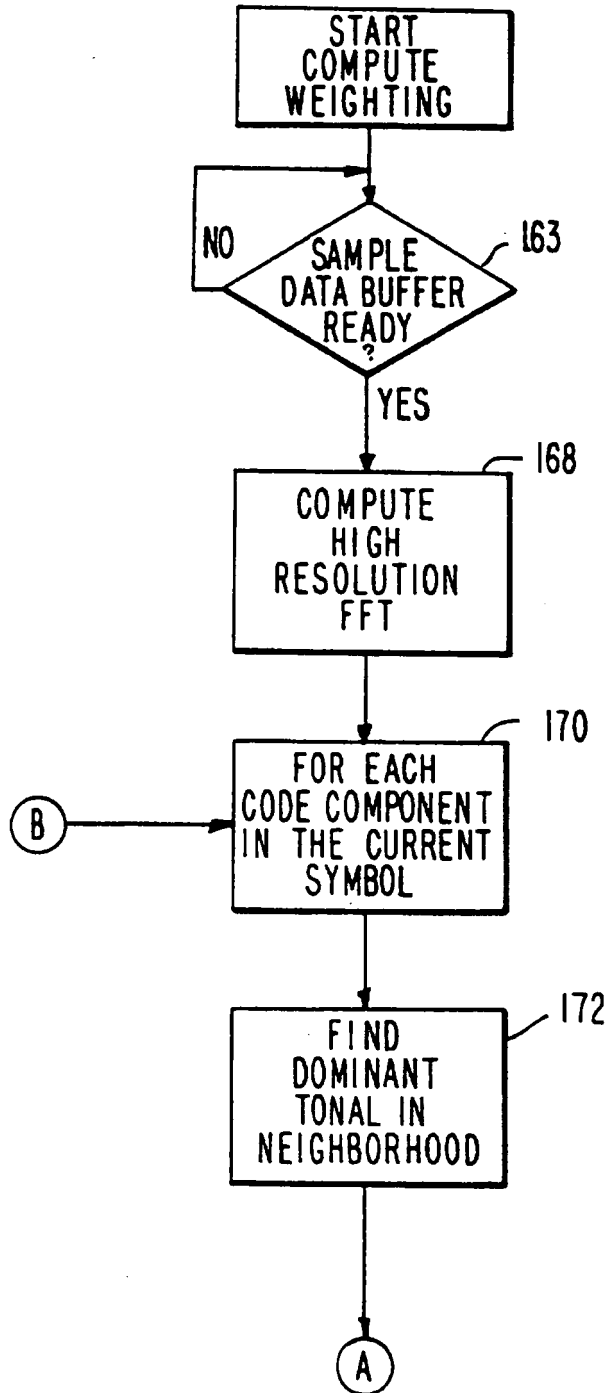 START
COMPUTE
WEIGHTING
NO
SAMPLE
DATA BUFFER
READY
?
163
YES
168
COMPUTE
HIGH
RESOLUTION
FFT
170
FOR EACH
CODE COMPONENT
IN THE CURRENT
SYMBOL
B
172
FIND
DOMINANT
TONAL IN
NEIGHBORHOOD
A